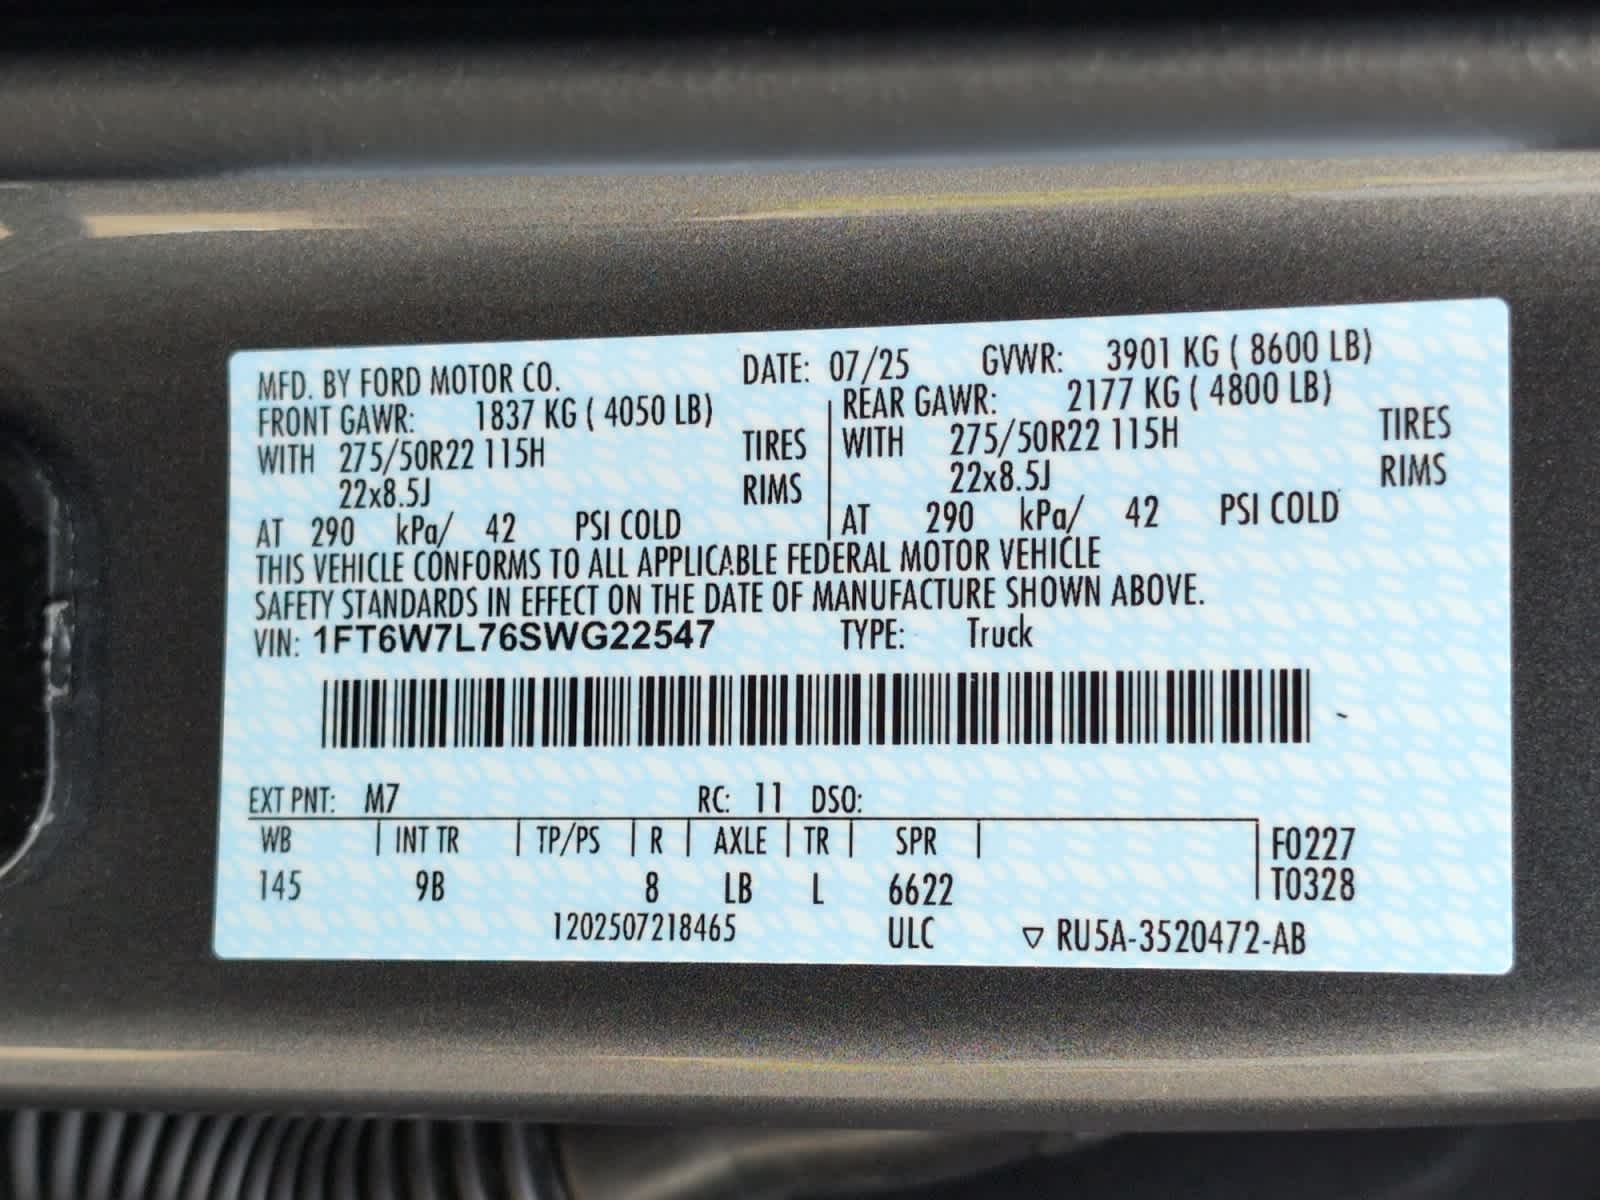 MFD. BY FORD MOTOR CO. DATE: 07/25 GVWR: 3901 KG ( 8600 LB)
FRONT GAWR: 1837 KG ( 4050 LB) REAR GAWR: 2177 KG ( 4800 LB)
WITH 275/50R22 115H TIRES WITH 275/50R22 115H TIRES
22x8.5J RIMS 22x8.5J RIMS
AT 290 kPa/ 42 PSI COLD AT 290 kPa/ 42 PSI COLD
THIS VEHICLE CONFORMS TO ALL APPLICABLE FEDERAL MOTOR VEHICLE
SAFETY STANDARDS IN EFFECT ON THE DATE OF MANUFACTURE SHOWN ABOVE.
VIN: 1FT6W7L76SWG22547 TYPE: Truck
EXT PNT: M7 RC: 11 DSO:
WB | INT TR | TP/PS | R | AXLE | TR | SPR | F0227
145 9B 8 LB L 6622 T0328
1202507218465 ULC ▽ RU5A-3520472-AB